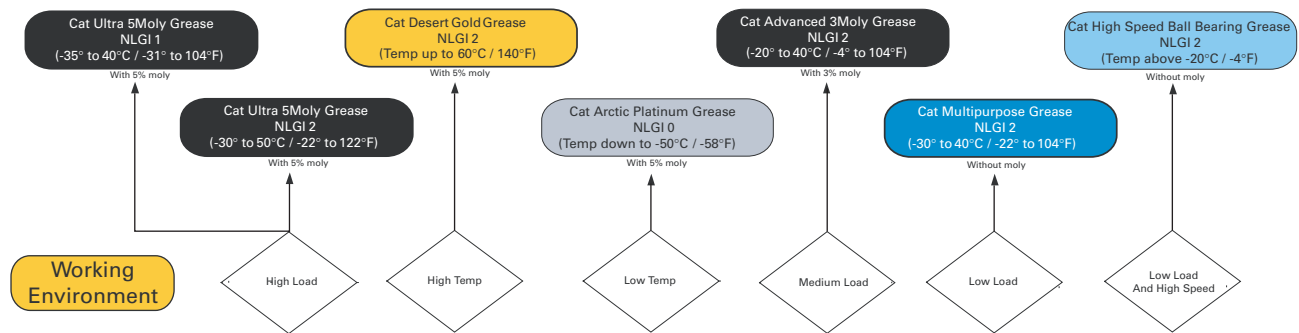 Cat Ultra 5Moly Grease
NLGI 1
(-35° to 40°C / -31° to 104°F)
With 5% moly
Cat Desert Gold Grease
NLGI 2
(Temp up to 60°C / 140°F)
With 5% moly
Cat Advanced 3Moly Grease
NLGI 2
(-20° to 40°C / -4° to 104°F)
With 3% moly
Cat High Speed Ball Bearing Grease
NLGI 2
(Temp above -20°C / -4°F)
Without moly
Cat Ultra 5Moly Grease
NLGI 2
(-30° to 50°C / -22° to 122°F)
With 5% moly
Cat Arctic Platinum Grease
NLGI 0
(Temp down to -50°C / -58°F)
With 5% moly
Cat Multipurpose Grease
NLGI 2
(-30° to 40°C / -22° to 104°F)
Without moly
Working
Environment
High Load
High Temp
Low Temp
Medium Load
Low Load
Low Load
And High Speed